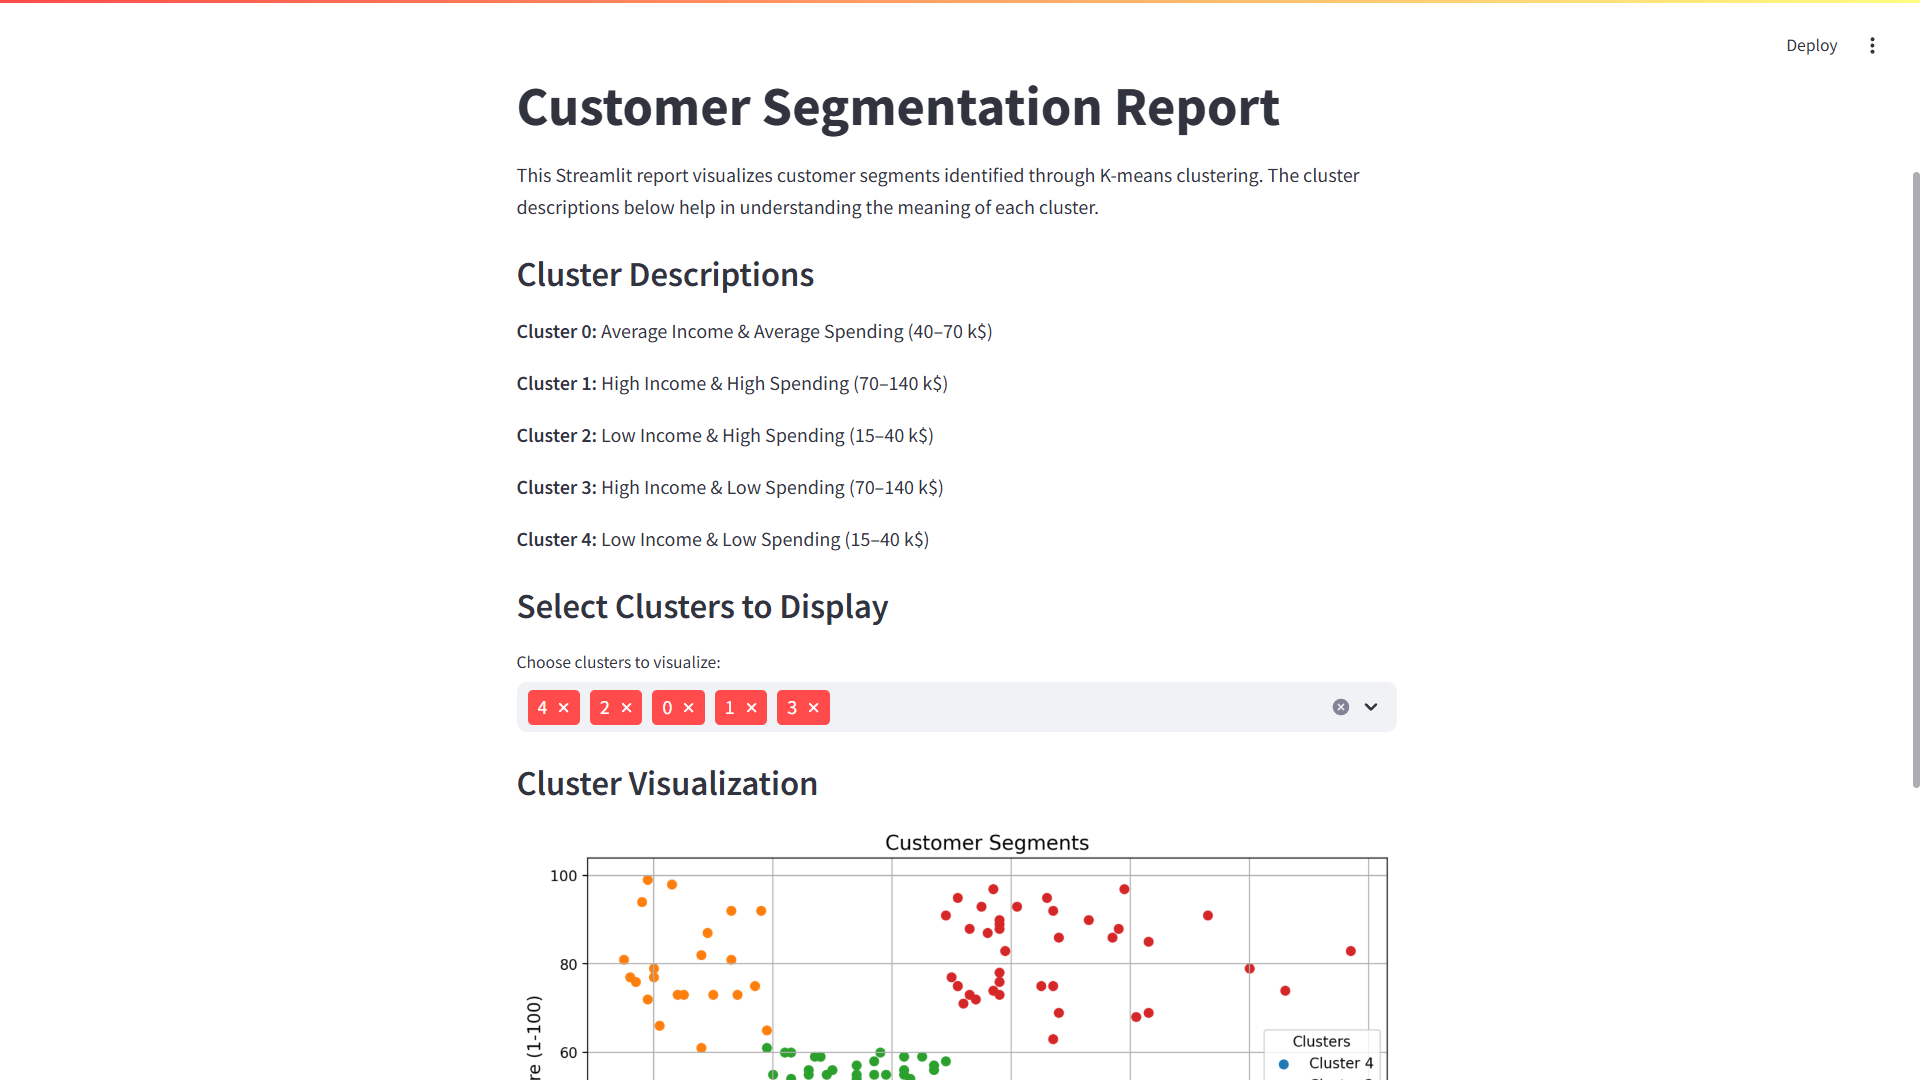 Deploy
Customer Segmentation Report
This Streamlit report visualizes customer segments identified through K-means clustering. The cluster
descriptions below help in understanding the meaning of each cluster.
Cluster Descriptions
Cluster 0: Average Income & Average Spending (40–70 k$)
Cluster 1: High Income & High Spending (70–140 k$)
Cluster 2: Low Income & High Spending (15–40 k$)
Cluster 3: High Income & Low Spending (70–140 k$)
Cluster 4: Low Income & Low Spending (15–40 k$)
Select Clusters to Display
Choose clusters to visualize:
4 × 2 × 0 × 1 × 3 ×
Cluster Visualization
Customer Segments
100
80
60
re (1-100)
Clusters
Cluster 4